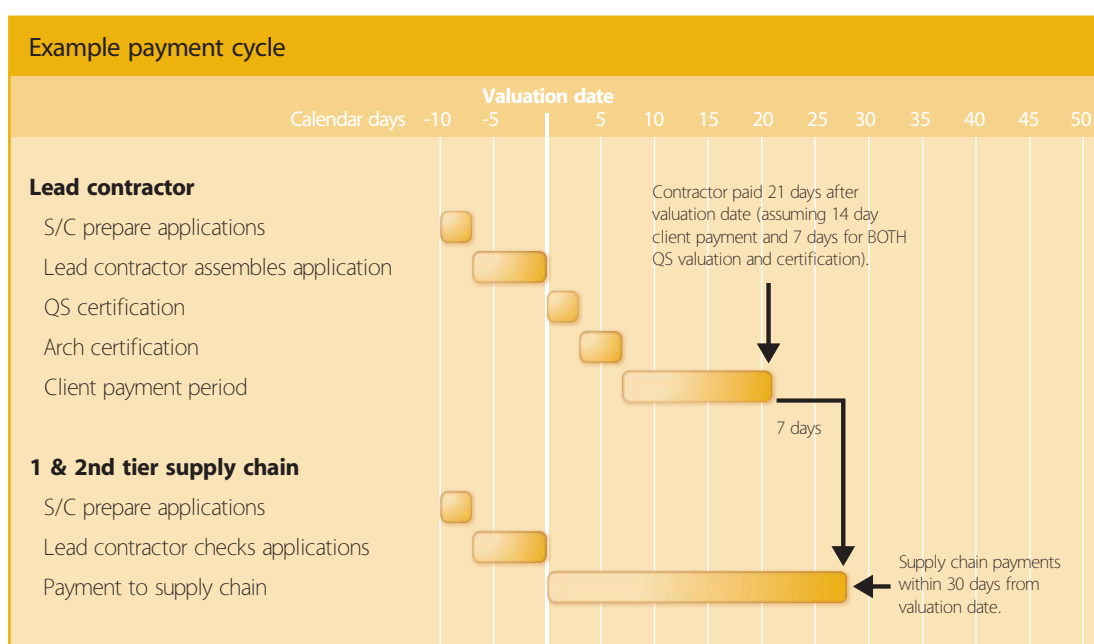 Example payment cycle
Valuation date
Calendar days -10 -5 5 10 15 20 25 30 35 40 45 50
Lead contractor
S/C prepare applications
Lead contractor assembles application
QS certification
Arch certification
Client payment period
Contractor paid 21 days after
valuation date (assuming 14 day
client payment and 7 days for BOTH
QS valuation and certification).
7 days
1 & 2nd tier supply chain
S/C prepare applications
Lead contractor checks applications
Payment to supply chain
Supply chain payments
within 30 days from
valuation date.